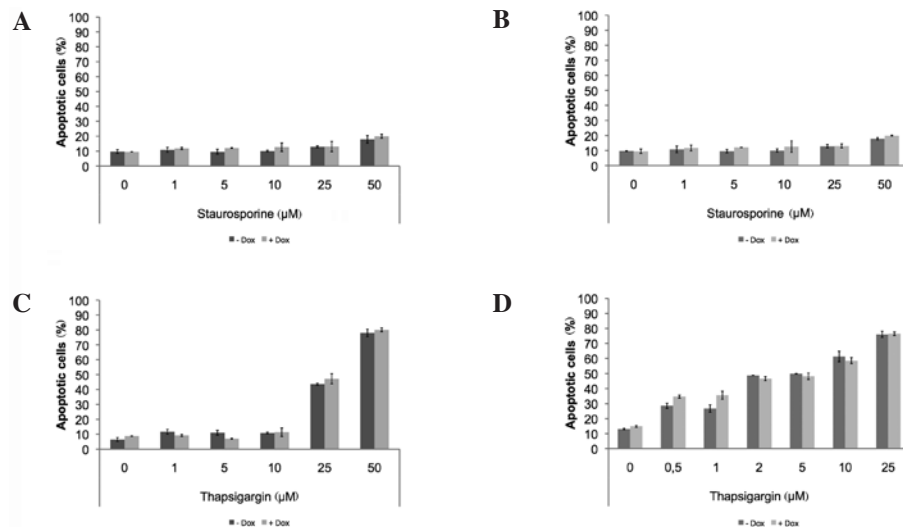 A
Apoptotic cells (%)
100
90
80
70
60
50
40
30
20
10
0
0 1 5 10 25 50
Staurosporine (µM)
- Dox + Dox
B
Apoptotic cells (%)
100
90
80
70
60
50
40
30
20
10
0
0 1 5 10 25 50
Staurosporine (µM)
- Dox + Dox
C
Apoptotic cells (%)
100
90
80
70
60
50
40
30
20
10
0
0 1 5 10 25 50
Thapsigargin (µM)
- Dox + Dox
D
Apoptotic cells (%)
100
90
80
70
60
50
40
30
20
10
0
0 0,5 1 2 5 10 25
Thapsigargin (µM)
- Dox + Dox